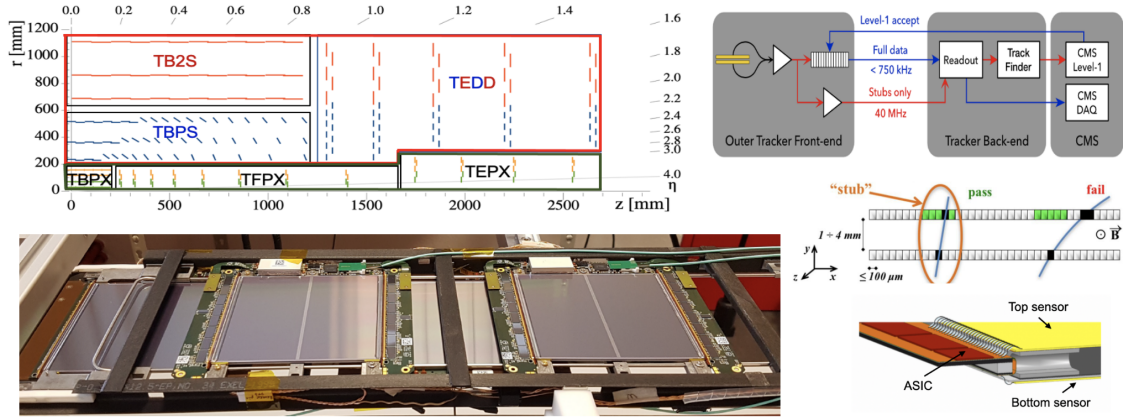 0.0 0.2 0.4 0.6 0.8 1.0 1.2 1.4 1.6
r [mm]
1200
1000
800
600
400
200
0
TB2S
TBPS
TEDD
TBPX
TFPX
TEPX
1.8
2.0
2.2
2.4
2.6
2.8
3.0
4.0
η
0 500 1000 1500 2000 2500
z [mm]
Level-1 accept
Full data
< 750 kHz
Stubs only
40 MHz
Readout
Track
Finder
CMS
Level-1
CMS
DAQ
Outer Tracker Front-end
Tracker Back-end
CMS
“stub”
pass
fail
1 ÷ 4 mm
B
y
z
x
≤ 100 μm
Top sensor
ASIC
Bottom sensor